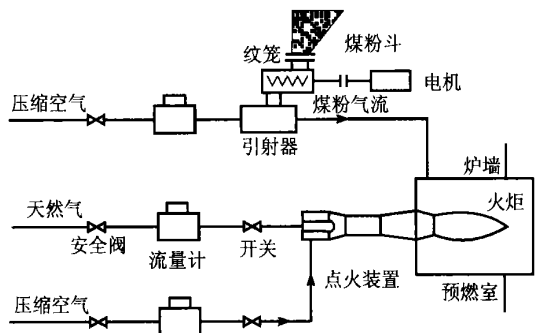 煤粉斗
纹笼
电机
压缩空气
煤粉气流
引射器
炉墙
天然气
火炬
安全阀
流量计
开关
点火装置
预燃室
压缩空气